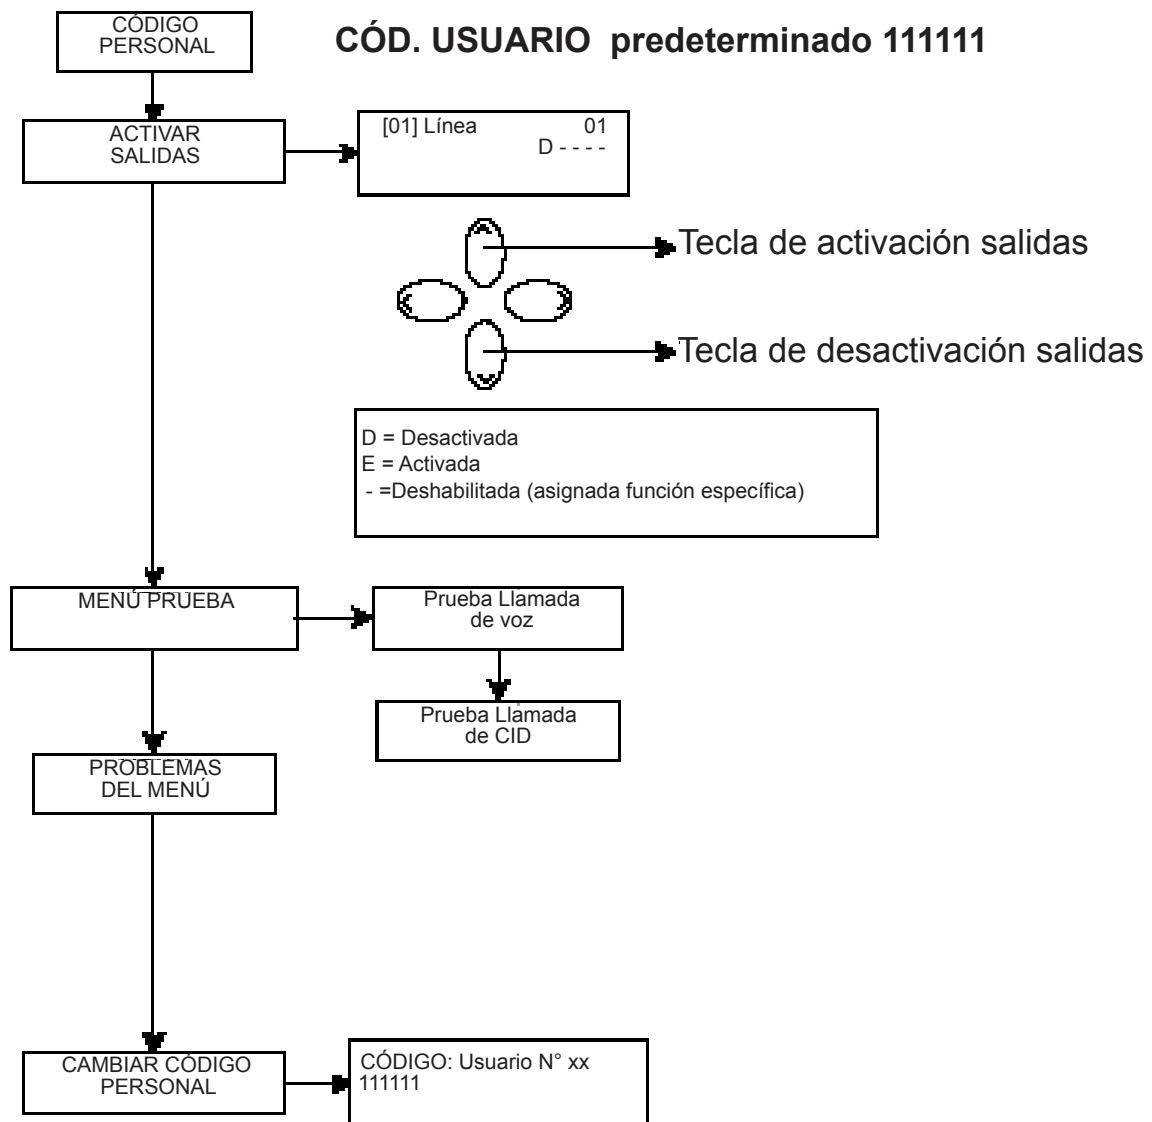 CÓDIGO
PERSONAL
CÓD. USUARIO predeterminado 111111
ACTIVAR
SALIDAS
[01] Línea 01
D - - - -
Tecla de activación salidas
Tecla de desactivación salidas
D = Desactivada
E = Activada
- =Deshabilitada (asignada función específica)
MENÚ PRUEBA
Prueba Llamada
de voz
Prueba Llamada
de CID
PROBLEMAS
DEL MENÚ
CAMBIAR CÓDIGO
PERSONAL
CÓDIGO: Usuario N° xx
111111